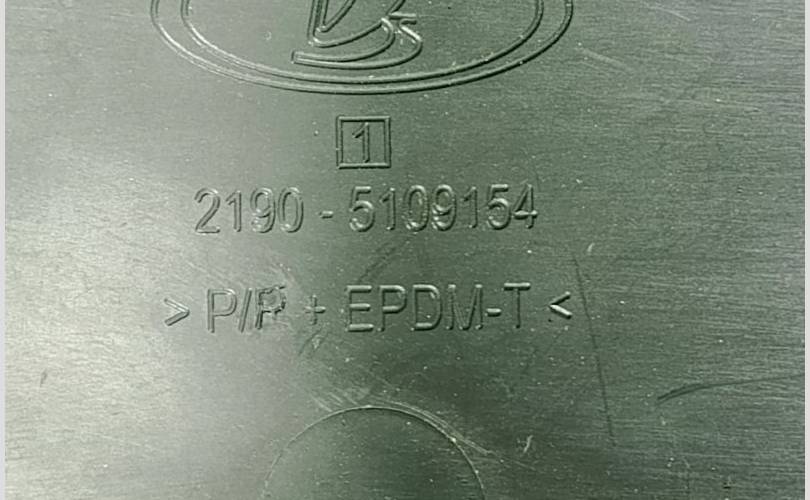 1
2190 - 5109154
> P/P + EPDM-T <